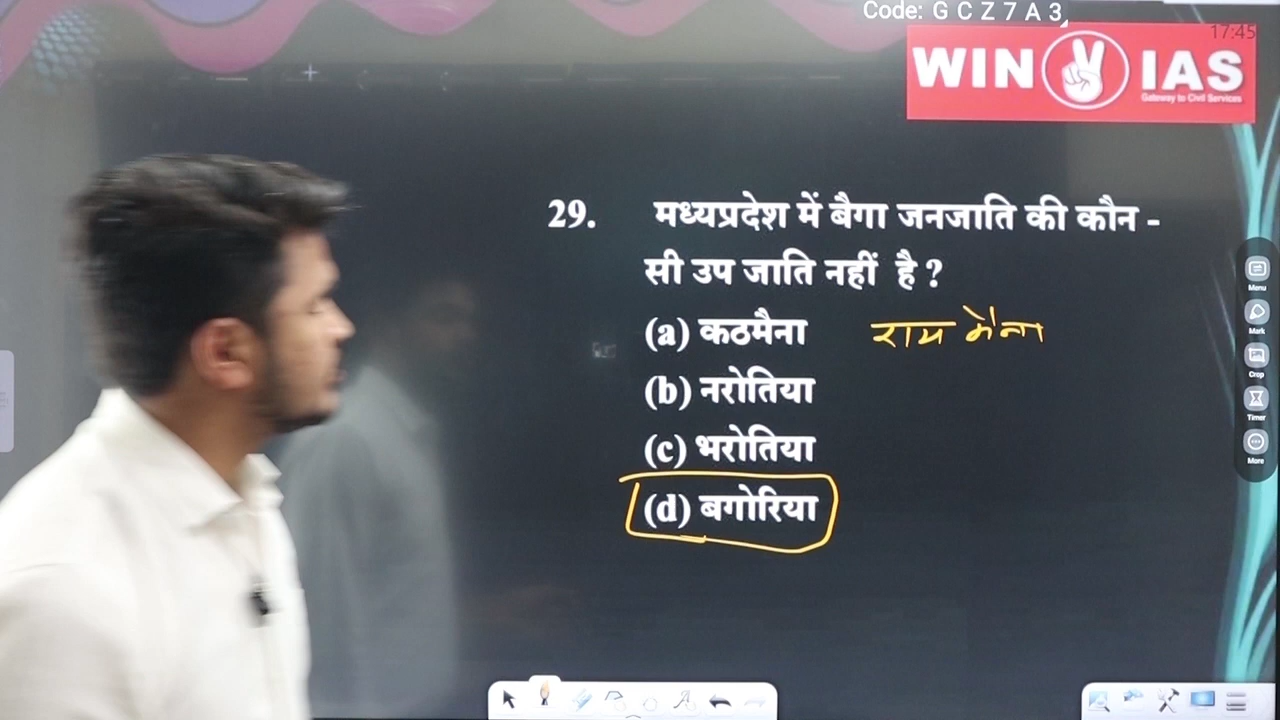 Code: G C Z 7 A 3
17:45
WIN IAS
Gateway to Civil Services
29. मध्यप्रदेश में बैगा जनजाति की कौन -
सी उप जाति नहीं है ?
(a) कठमैना राय मैना
(b) नरोतिया
(c) भरोतिया
(d) बगोरिया
Menu
Mark
Crop
Timer
More